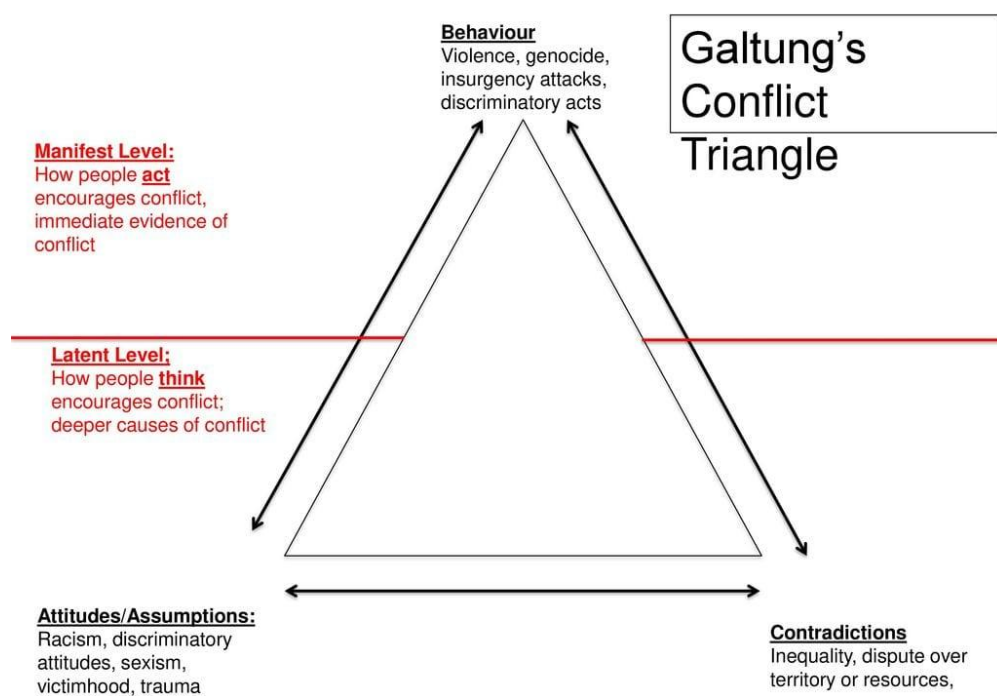 Behaviour
Violence, genocide,
insurgency attacks,
discriminatory acts
Galtung's
Conflict
Triangle
Manifest Level:
How people act
encourages conflict,
immediate evidence of
conflict
Latent Level;
How people think
encourages conflict;
deeper causes of conflict
Attitudes/Assumptions:
Racism, discriminatory
attitudes, sexism,
victimhood, trauma
Contradictions
Inequality, dispute over
territory or resources,